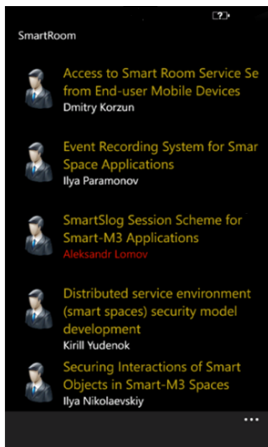 SmartRoom
Access to Smart Room Service Se
from End-user Mobile Devices
Dmitry Korzun
Event Recording System for Smar
Space Applications
Ilya Paramonov
SmartSlog Session Scheme for
Smart-M3 Applications
Aleksandr Lomov
Distributed service environment
(smart spaces) security model
development
Kirill Yudenok
Securing Interactions of Smart
Objects in Smart-M3 Spaces
Ilya Nikolaevskiy